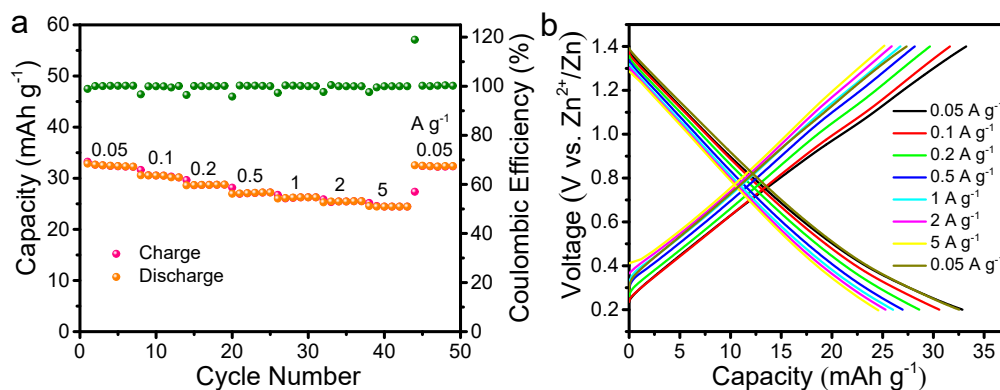 a
60
50
40
30
20
10
0
Capacity (mAh g⁻¹)
0.05
0.1
0.2
0.5
1
2
5
A g⁻¹
0.05
Charge
Discharge
0 10 20 30 40 50
Cycle Number
120
100
80
60
40
20
0
Coulombic Efficiency (%)
b
1.4
1.2
1.0
0.8
0.6
0.4
0.2
Voltage (V vs. Zn²⁺/Zn)
0.05 A g⁻¹
0.1 A g⁻¹
0.2 A g⁻¹
0.5 A g⁻¹
1 A g⁻¹
2 A g⁻¹
5 A g⁻¹
0.05 A g⁻¹
0 5 10 15 20 25 30 35
Capacity (mAh g⁻¹)